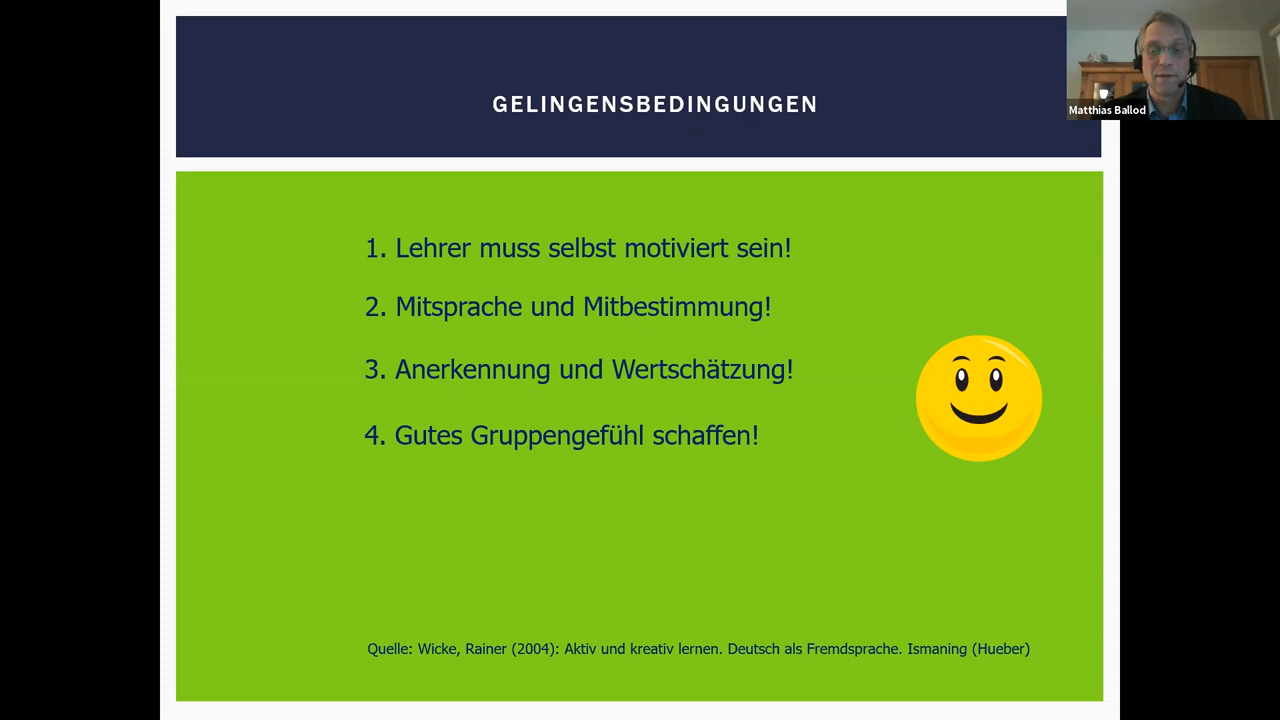 GELINGENSBEDINGUNGEN
Matthias Ballod
1. Lehrer muss selbst motiviert sein!
2. Mitsprache und Mitbestimmung!
3. Anerkennung und Wertschätzung!
4. Gutes Gruppengefühl schaffen!
Quelle: Wicke, Rainer (2004): Aktiv und kreativ lernen. Deutsch als Fremdsprache. Ismaning (Hueber)